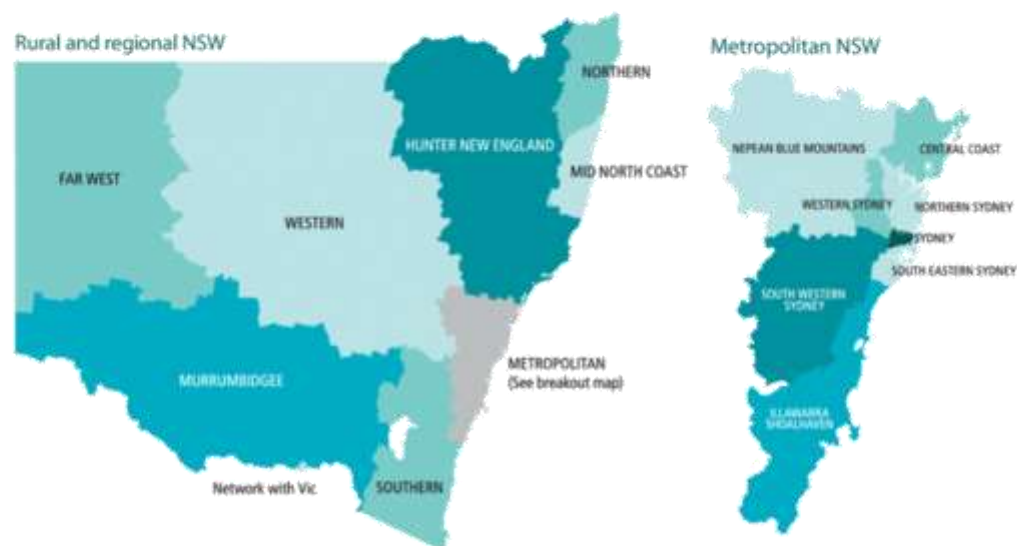 Rural and regional NSW
NORTHERN
HUNTER NEW ENGLAND
MID NORTH COAST
FAR WEST
WESTERN
METROPOLITAN
(See breakout map)
MURRUMBIDGEE
SOUTHERN
Network with Vic
Metropolitan NSW
NEPEAN BLUE MOUNTAINS
CENTRAL COAST
WESTERN SYDNEY
NORTHERN SYDNEY
SYDNEY
SOUTH EASTERN SYDNEY
SOUTH WESTERN
SYDNEY
ILLAWARRA
SHOALHAVEN